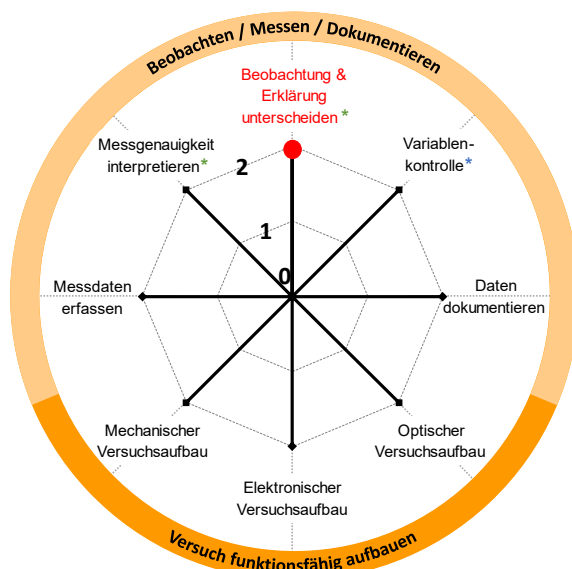 Beobachten / Messen / Dokumentieren
Beobachtung &
Erklärung
unterscheiden *
Messgenauigkeit
interpretieren *
Variablen-
kontrolle *
2
1
0
Messdaten
erfassen
Daten
dokumentieren
Mechanischer
Versuchsaufbau
Optischer
Versuchsaufbau
Elektronischer
Versuchsaufbau
Versuch funktionsfähig aufbauen